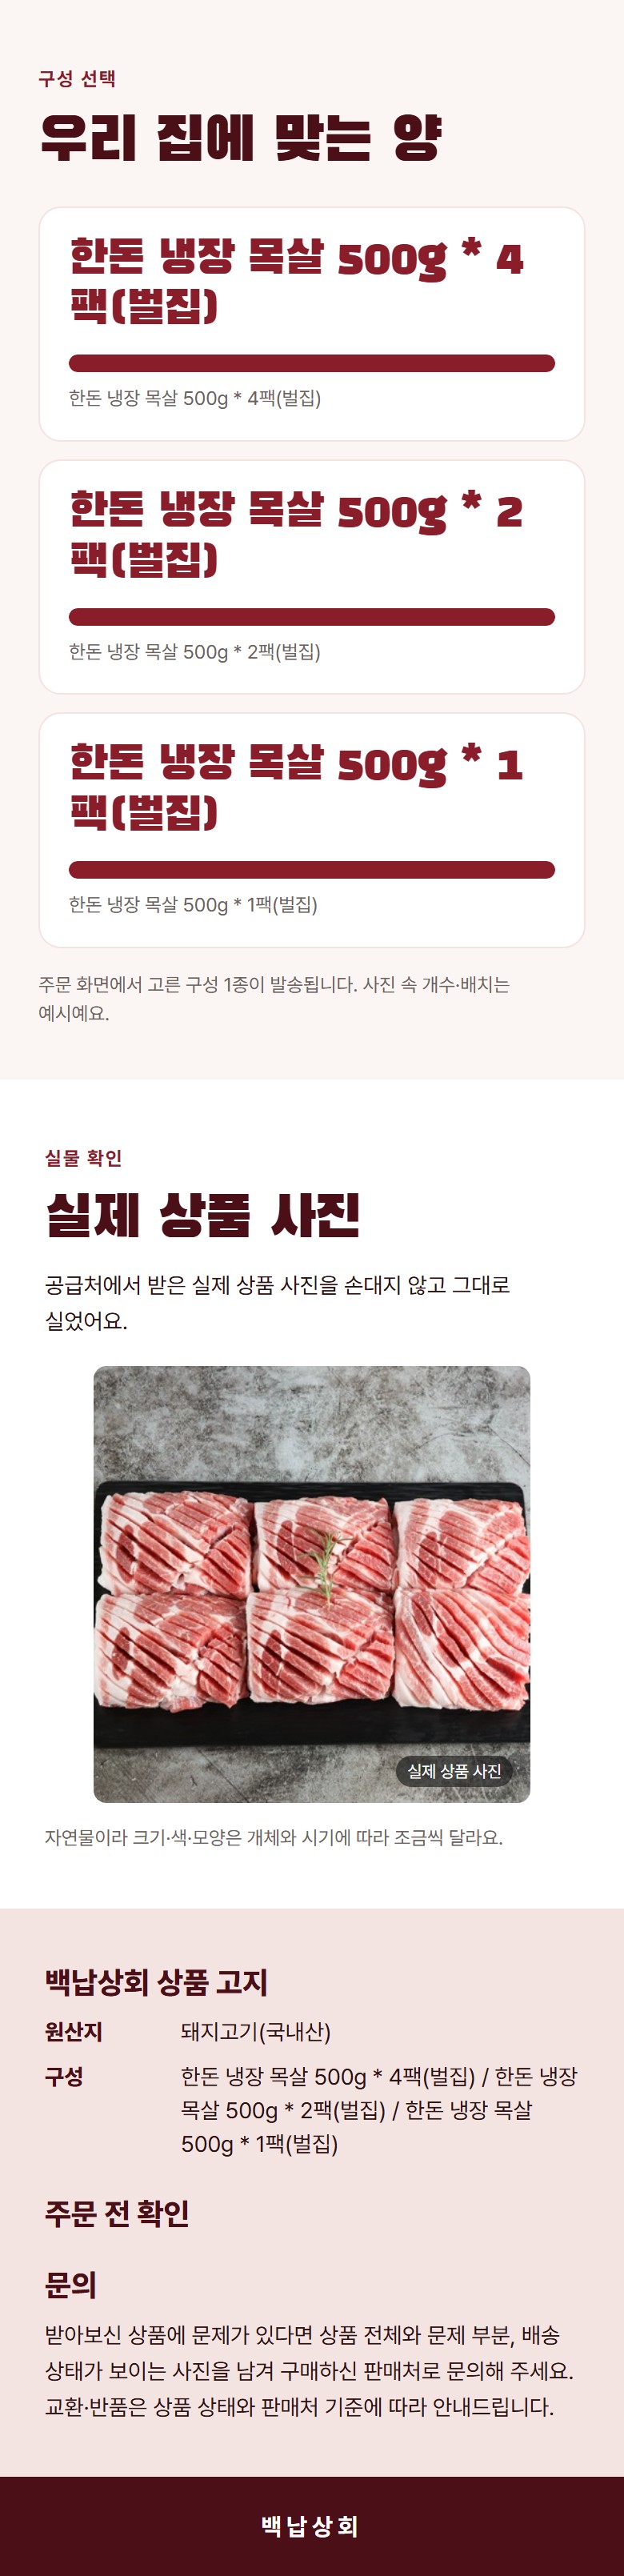 구성 선택
우리 집에 맞는 양
한돈 냉장 목살 500g * 4
팩(벌집)
한돈 냉장 목살 500g * 4팩(벌집)
한돈 냉장 목살 500g * 2
팩(벌집)
한돈 냉장 목살 500g * 2팩(벌집)
한돈 냉장 목살 500g * 1
팩(벌집)
한돈 냉장 목살 500g * 1팩(벌집)
주문 화면에서 고른 구성 1종이 발송됩니다. 사진 속 개수·배치는
예시예요.
실물 확인
실제 상품 사진
공급처에서 받은 실제 상품 사진을 손대지 않고 그대로
실었어요.
실제 상품 사진
자연물이라 크기·색·모양은 개체와 시기에 따라 조금씩 달라요.
백납상회 상품 고지
원산지 돼지고기(국내산)
구성 한돈 냉장 목살 500g * 4팩(벌집) / 한돈 냉장
목살 500g * 2팩(벌집) / 한돈 냉장 목살
500g * 1팩(벌집)
주문 전 확인
문의
받아보신 상품에 문제가 있다면 상품 전체와 문제 부분, 배송
상태가 보이는 사진을 남겨 구매하신 판매처로 문의해 주세요.
교환·반품은 상품 상태와 판매처 기준에 따라 안내드립니다.
백납상회